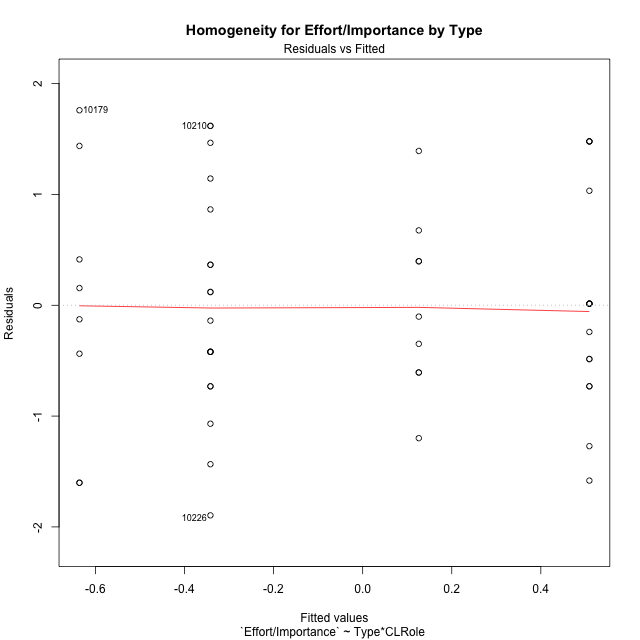 Homogeneity for Effort/Importance by Type
Residuals vs Fitted
2
10179
10210
1
0
Residuals
-1
10226
-2
-0.6 -0.4 -0.2 0.0 0.2 0.4
Fitted values
`Effort/Importance` ~ Type*CLRole